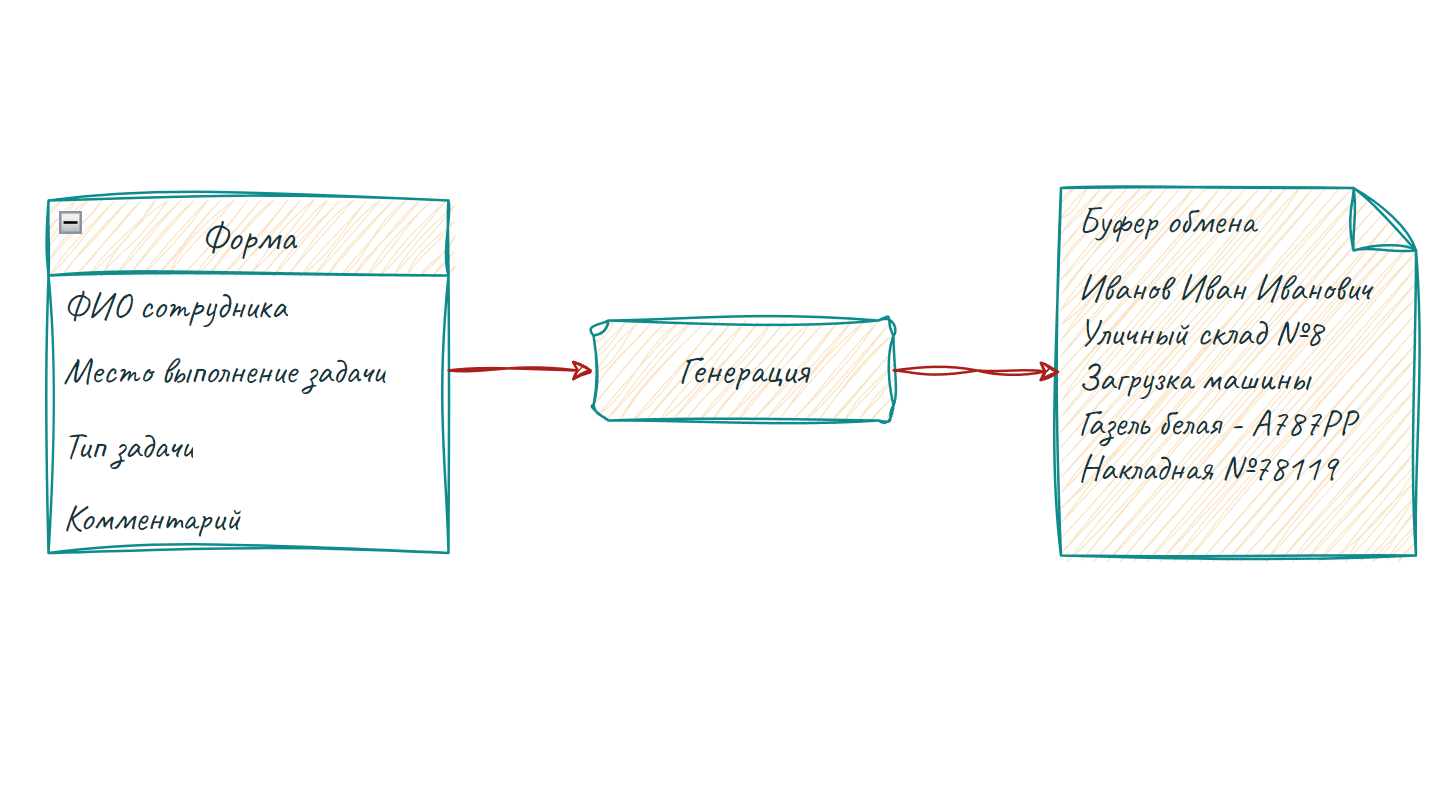 Форма
ФИО сотрудника
Место выполнение задачи
Тип задачи
Комментарий
Генерация
Буфер обмена
Иванов Иван Иванович
Уличный склад №8
Загрузка машины
Газель белая - А787РР
Накладная №78119